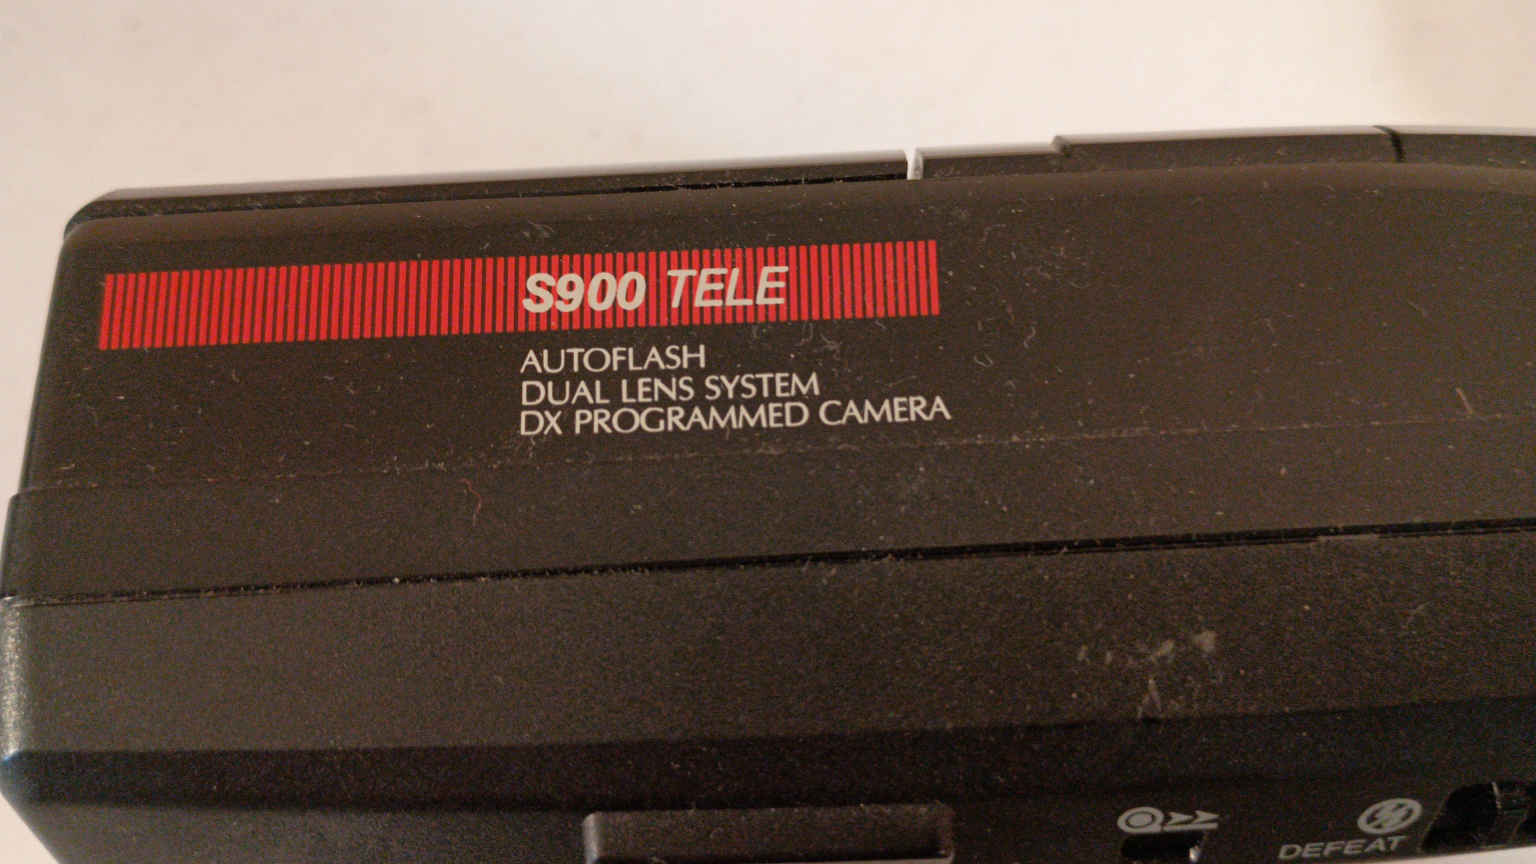 S900 TELE
AUTOFLASH
DUAL LENS SYSTEM
DX PROGRAMMED CAMERA
DEFEAT